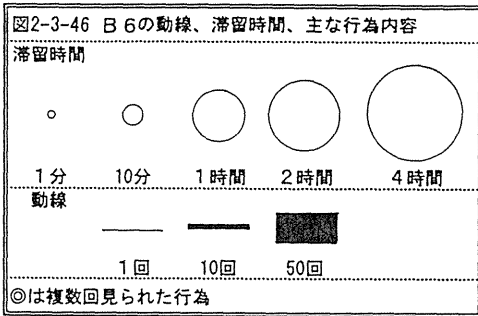 図2-3-46 B6の動線、滞留時間、主な行為内容
滞留時間
1分 10分 1時間 2時間 4時間
動線
1回 10回 50回
◎は複数回見られた行為